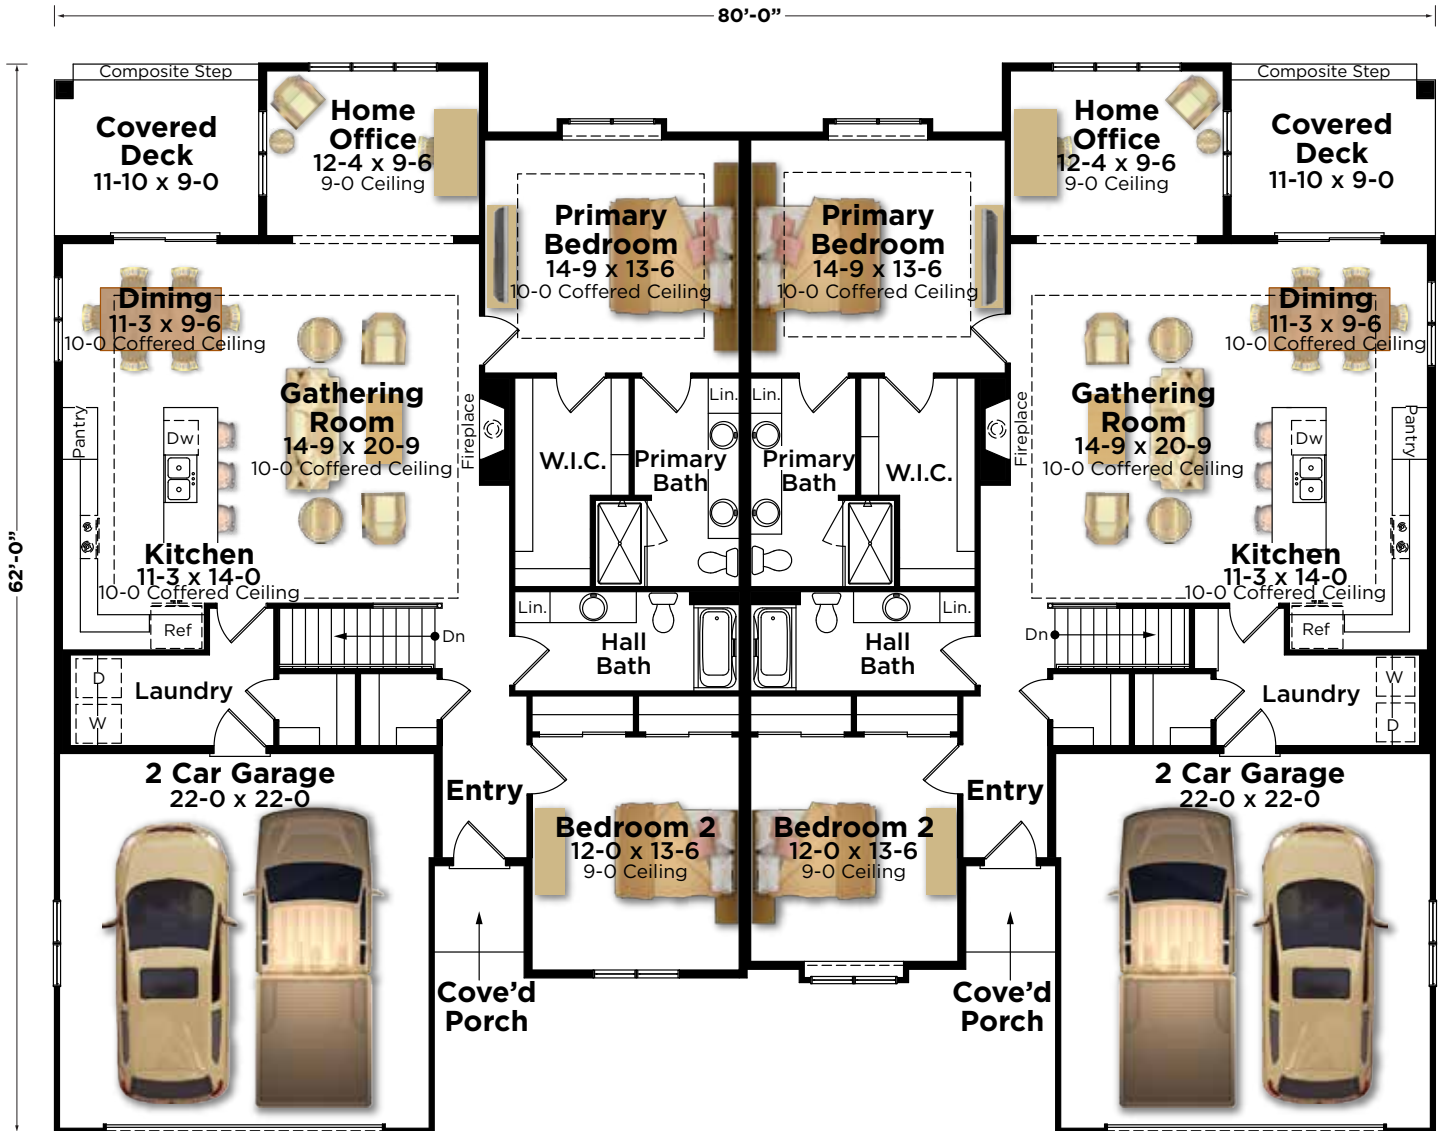 80'-0"
62'-0"
Composite Step
Covered
Deck
11-10 x 9-0
Home
Office
12-4 x 9-6
9-0 Ceiling
Primary
Bedroom
14-9 x 13-6
10-0 Coffered Ceiling
Primary
Bedroom
14-9 x 13-6
10-0 Coffered Ceiling
Home
Office
12-4 x 9-6
9-0 Ceiling
Composite Step
Covered
Deck
11-10 x 9-0
Dining
11-3 x 9-6
10-0 Coffered Ceiling
Gathering
Room
14-9 x 20-9
10-0 Coffered Ceiling
Fireplace
Pantry
Dw
Kitchen
11-3 x 14-0
10-0 Coffered Ceiling
Ref
W.I.C.
Primary
Bath
Lin.
Lin.
Primary
Bath
W.I.C.
Fireplace
Gathering
Room
14-9 x 20-9
10-0 Coffered Ceiling
Dining
11-3 x 9-6
10-0 Coffered Ceiling
Pantry
Dw
Kitchen
11-3 x 14-0
10-0 Coffered Ceiling
Ref
Dn
Lin.
Hall
Bath
Hall
Bath
Lin.
Dn
D
W
Laundry
Laundry
W
D
2 Car Garage
22-0 x 22-0
Entry
Bedroom 2
12-0 x 13-6
9-0 Ceiling
Bedroom 2
12-0 x 13-6
9-0 Ceiling
Entry
2 Car Garage
22-0 x 22-0
Cove'd
Porch
Cove'd
Porch